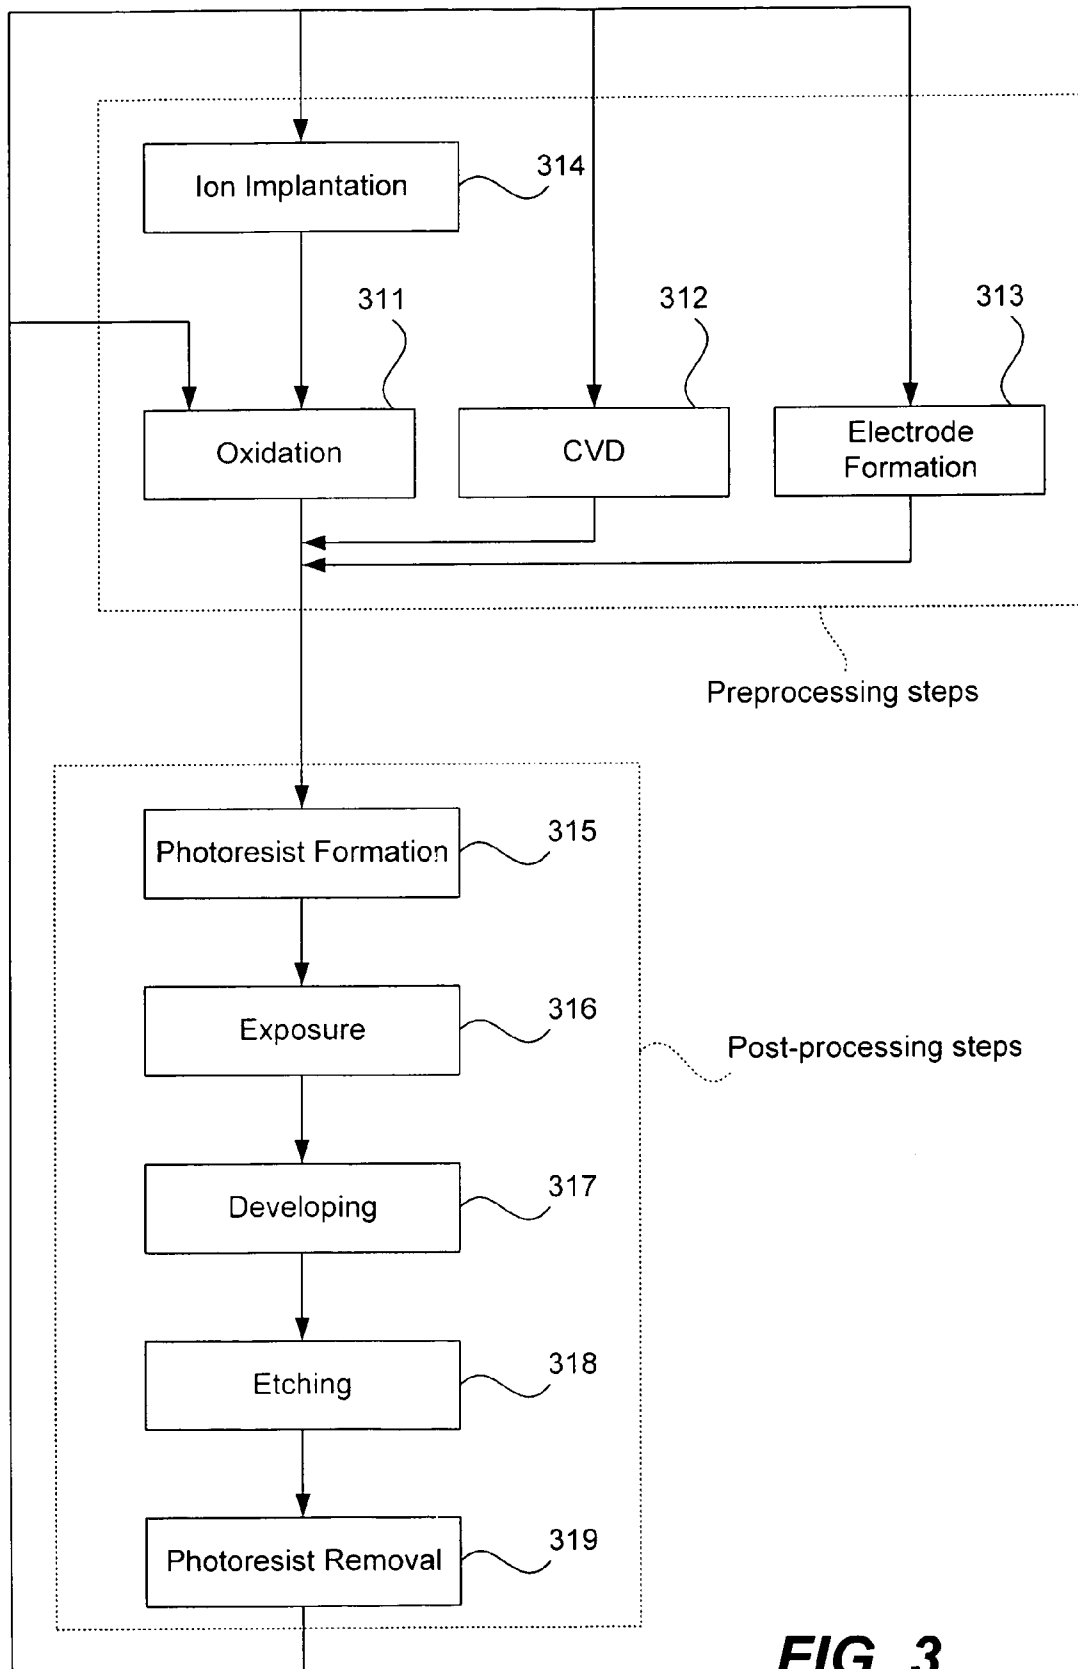 Ion Implantation
314
311
312
313
Oxidation
CVD
Electrode
Formation
Preprocessing steps
Photoresist Formation
315
Exposure
316
Post-processing steps
Developing
317
Etching
318
Photoresist Removal
319
FIG. 3